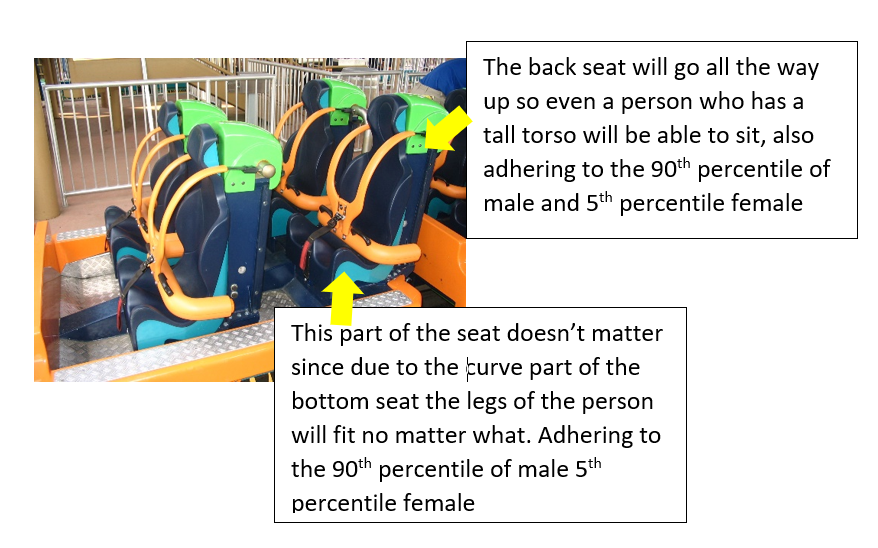 The back seat will go all the way
up so even a person who has a
tall torso will be able to sit, also
adhering to the 90th percentile of
male and 5th percentile female
This part of the seat doesn’t matter
since due to the curve part of the
bottom seat the legs of the person
will fit no matter what. Adhering to
the 90th percentile of male 5th
percentile female